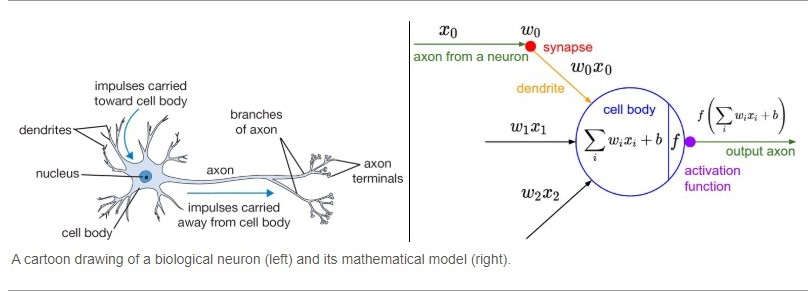 impulses carried
toward cell body
dendrites
nucleus
cell body
axon
branches
of axon
axon
terminals
impulses carried
away from cell body
x₀
w₀
synapse
axon from a neuron
w₀x₀
dendrite
cell body
w₁x₁
∑ᵢ wᵢxᵢ + b
f
f(∑ᵢ wᵢxᵢ + b)
output axon
activation
function
w₂x₂
A cartoon drawing of a biological neuron (left) and its mathematical model (right).